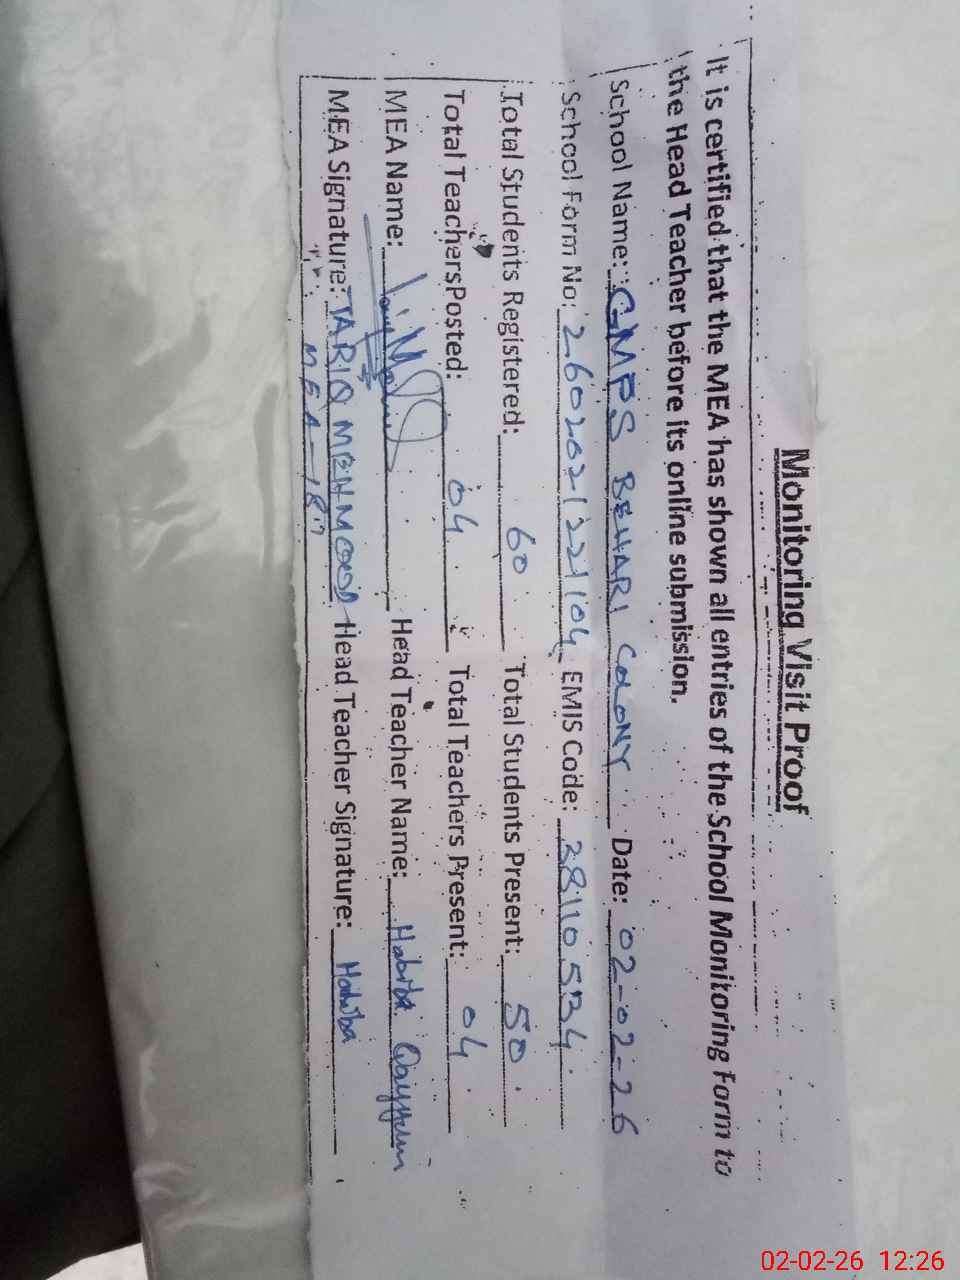 Monitoring Visit Proof
It is certified that the MEA has shown all entries of the School Monitoring Form to
the Head Teacher before its online submission.
School Name: GMPS BEHARI COLONY Date: 02-02-26
School Form No: 2602021221104 EMIS Code: 38110534
Total Students Registered: 60 Total Students Present: 50
Total TeachersPosted: 04 Total Teachers Present: 04
MEA Name: Head Teacher Name: Habiba
MEA Signature: TARIQ MEHMOOD Head Teacher Signature: Habiba
MEA-
02-02-26 12:26